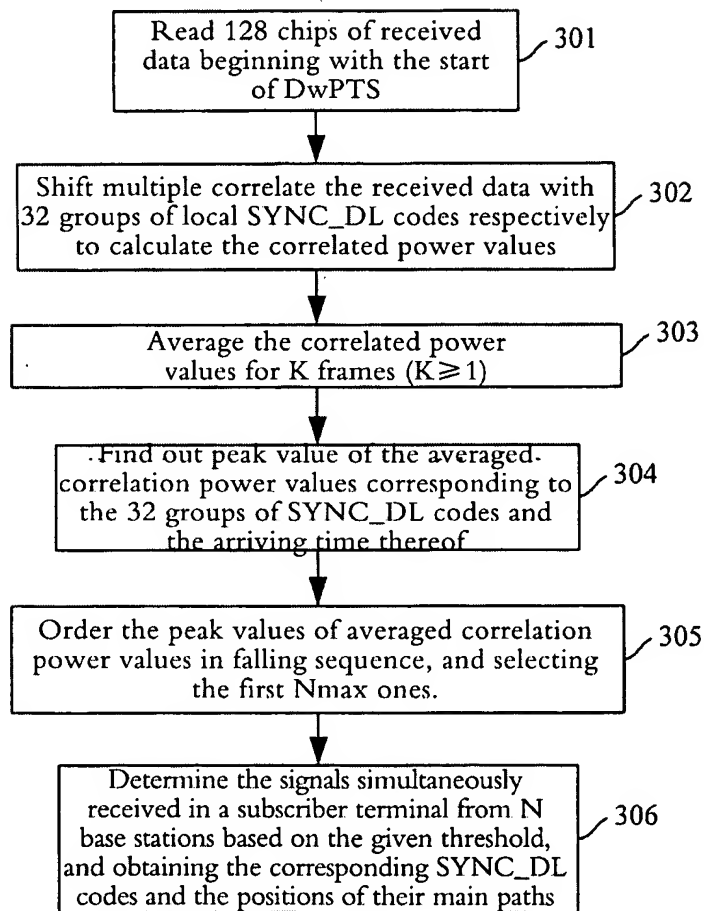 Read 128 chips of received
data beginning with the start
of DwPTS
301
Shift multiple correlate the received data with
32 groups of local SYNC_DL codes respectively
to calculate the correlated power values
302
Average the correlated power
values for K frames (K≥1)
303
Find out peak value of the averaged
correlation power values corresponding to
the 32 groups of SYNC_DL codes and
the arriving time thereof
304
Order the peak values of averaged correlation
power values in falling sequence, and selecting
the first Nmax ones.
305
Determine the signals simultaneously
received in a subscriber terminal from N
base stations based on the given threshold,
and obtaining the corresponding SYNC_DL
codes and the positions of their main paths
306